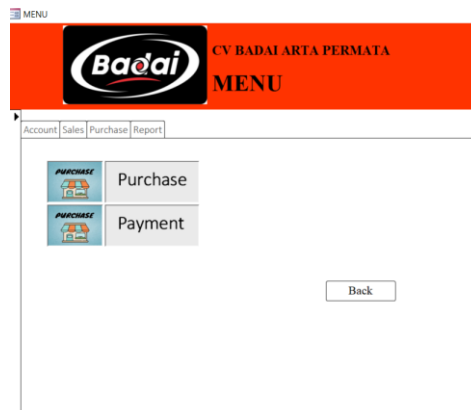 MENU
Badai
CV BADAI ARTA PERMATA
MENU
Account Sales Purchase Report
PURCHASE
Purchase
PURCHASE
Payment
Back